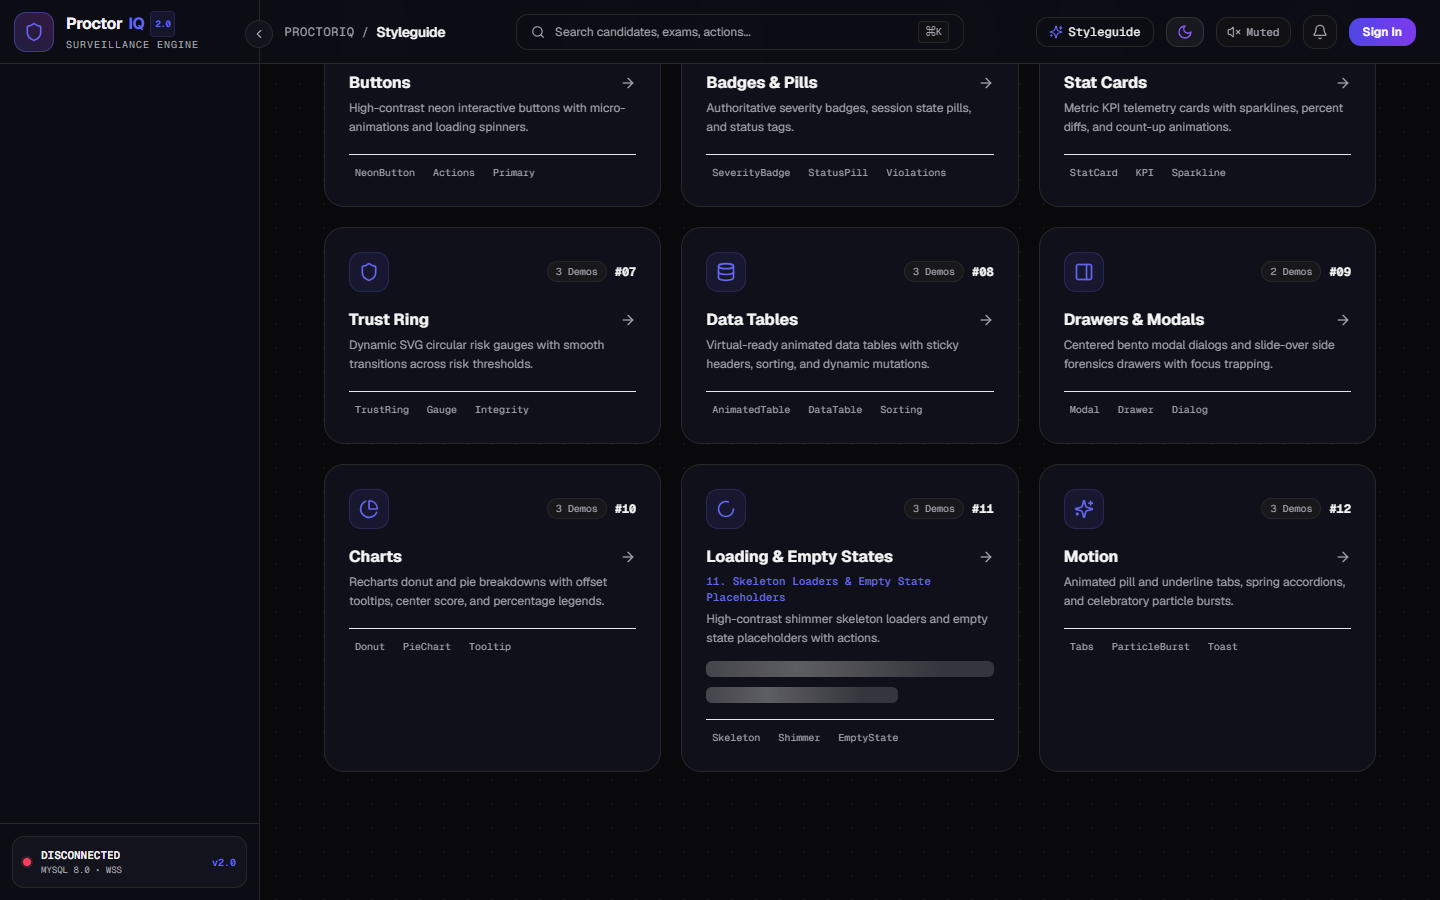 Proctor IQ 2.0
SURVEILLANCE ENGINE
PROCTORIQ / Styleguide
Search candidates, exams, actions... ⌘K
Styleguide
Muted
Sign In
Buttons
High-contrast neon interactive buttons with micro-
animations and loading spinners.
NeonButton Actions Primary
Badges & Pills
Authoritative severity badges, session state pills,
and status tags.
SeverityBadge StatusPill Violations
Stat Cards
Metric KPI telemetry cards with sparklines, percent
diffs, and count-up animations.
StatCard KPI Sparkline
3 Demos #07
Trust Ring
Dynamic SVG circular risk gauges with smooth
transitions across risk thresholds.
TrustRing Gauge Integrity
3 Demos #08
Data Tables
Virtual-ready animated data tables with sticky
headers, sorting, and dynamic mutations.
AnimatedTable DataTable Sorting
2 Demos #09
Drawers & Modals
Centered bento modal dialogs and slide-over side
forensics drawers with focus trapping.
Modal Drawer Dialog
3 Demos #10
Charts
Recharts donut and pie breakdowns with offset
tooltips, center score, and percentage legends.
Donut PieChart Tooltip
3 Demos #11
Loading & Empty States
11. Skeleton Loaders & Empty State
Placeholders
High-contrast shimmer skeleton loaders and empty
state placeholders with actions.
Skeleton Shimmer EmptyState
3 Demos #12
Motion
Animated pill and underline tabs, spring accordions,
and celebratory particle bursts.
Tabs ParticleBurst Toast
DISCONNECTED
MYSQL 8.0 • WSS
v2.0